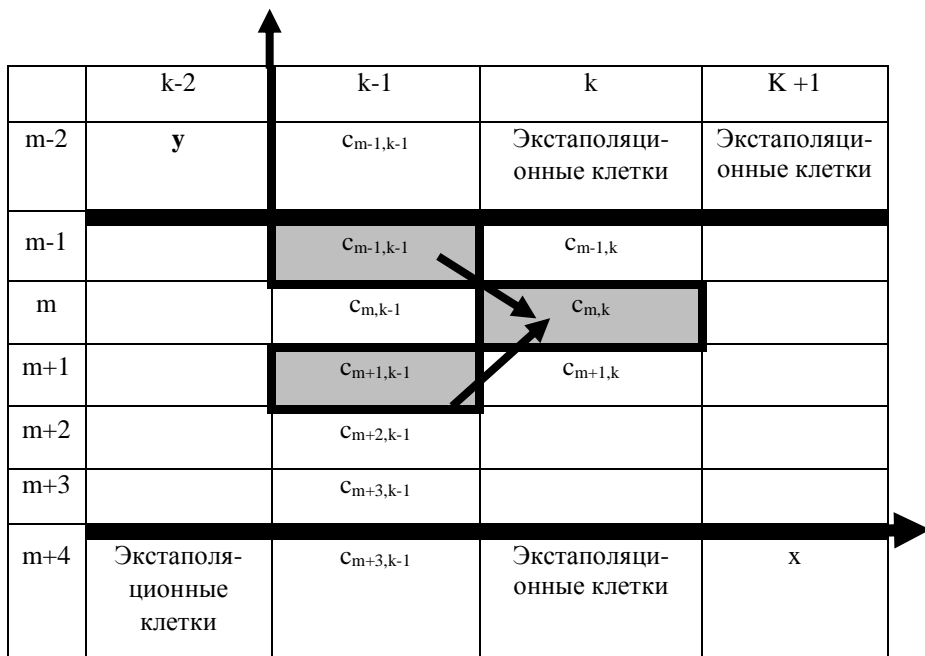 k-2 k-1 k K +1
m-2 y c_{m-1,k-1} Экстаполяци- Экстаполяци-
онные клетки онные клетки
m-1 c_{m-1,k-1} c_{m-1,k}
m c_{m,k-1} c_{m,k}
m+1 c_{m+1,k-1} c_{m+1,k}
m+2 c_{m+2,k-1}
m+3 c_{m+3,k-1}
m+4 Экстаполя- c_{m+3,k-1} Экстаполяци- x
ционные онные клетки
клетки